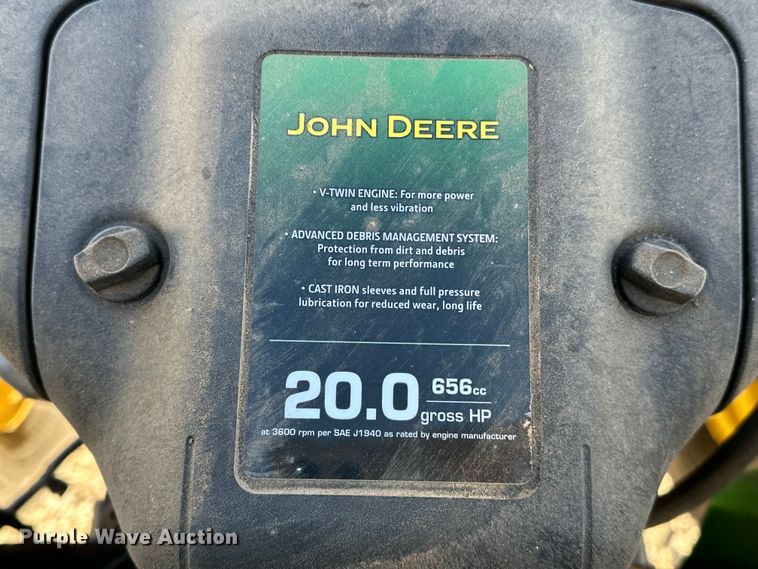 JOHN DEERE
• V-TWIN ENGINE: For more power
and less vibration
• ADVANCED DEBRIS MANAGEMENT SYSTEM:
Protection from dirt and debris
for long term performance
• CAST IRON sleeves and full pressure
lubrication for reduced wear, long life
20.0 656cc
gross HP
at 3600 rpm per SAE J1940 as rated by engine manufacturer
Purple Wave Auction